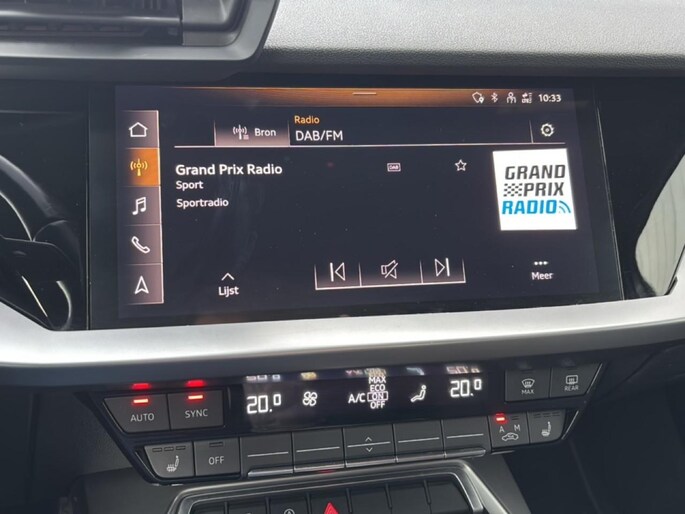 10:33
Radio
Bron
DAB/FM
Grand Prix Radio
DAB
Sport
Sportradio
GRAND
PRIX
RADIO
Lijst
Meer
AUTO
SYNC
20.0
A/C
MAX
ECO
ON
OFF
20.0
MAX
REAR
OFF
A
M